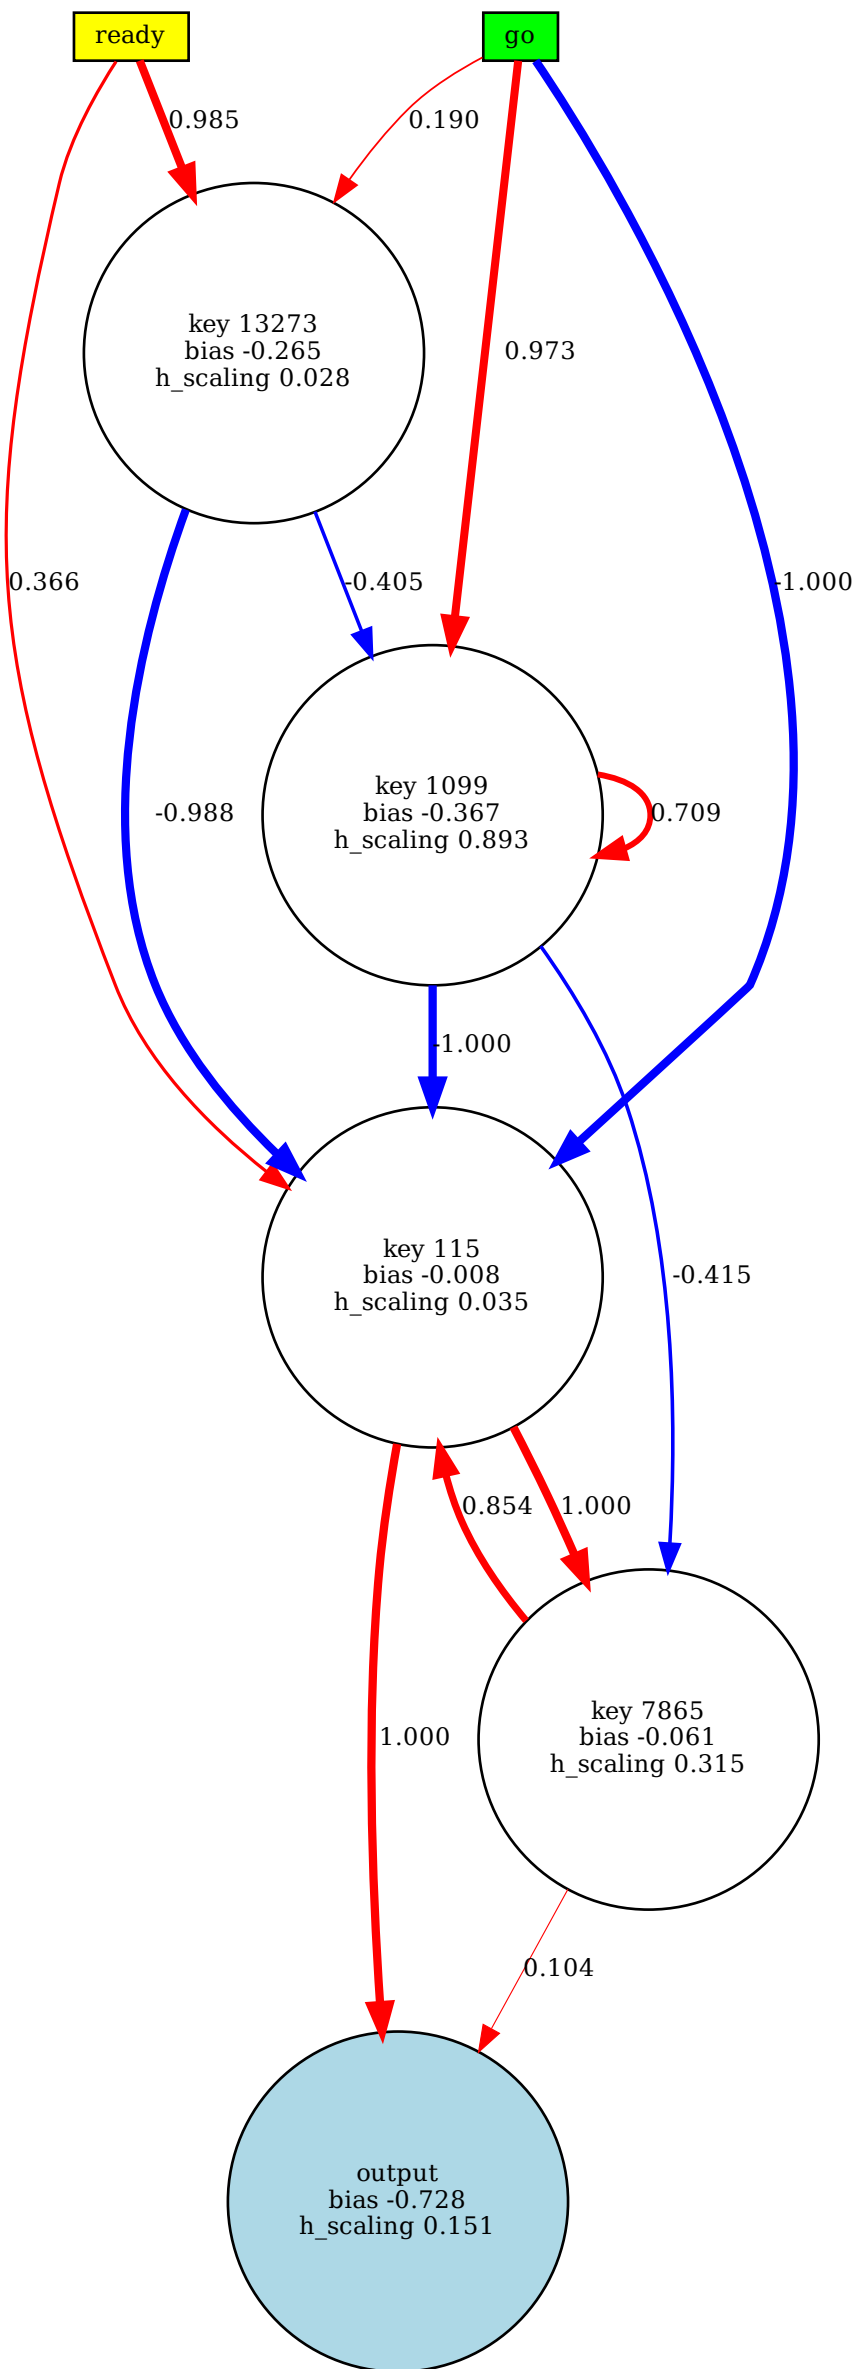 ready
go
0.985
0.190
key 13273
bias -0.265
h_scaling 0.028
0.973
0.366
-0.405
-1.000
key 1099
bias -0.367
h_scaling 0.893
-0.988
0.709
-1.000
key 115
bias -0.008
h_scaling 0.035
-0.415
0.854
1.000
key 7865
bias -0.061
h_scaling 0.315
1.000
0.104
output
bias -0.728
h_scaling 0.151